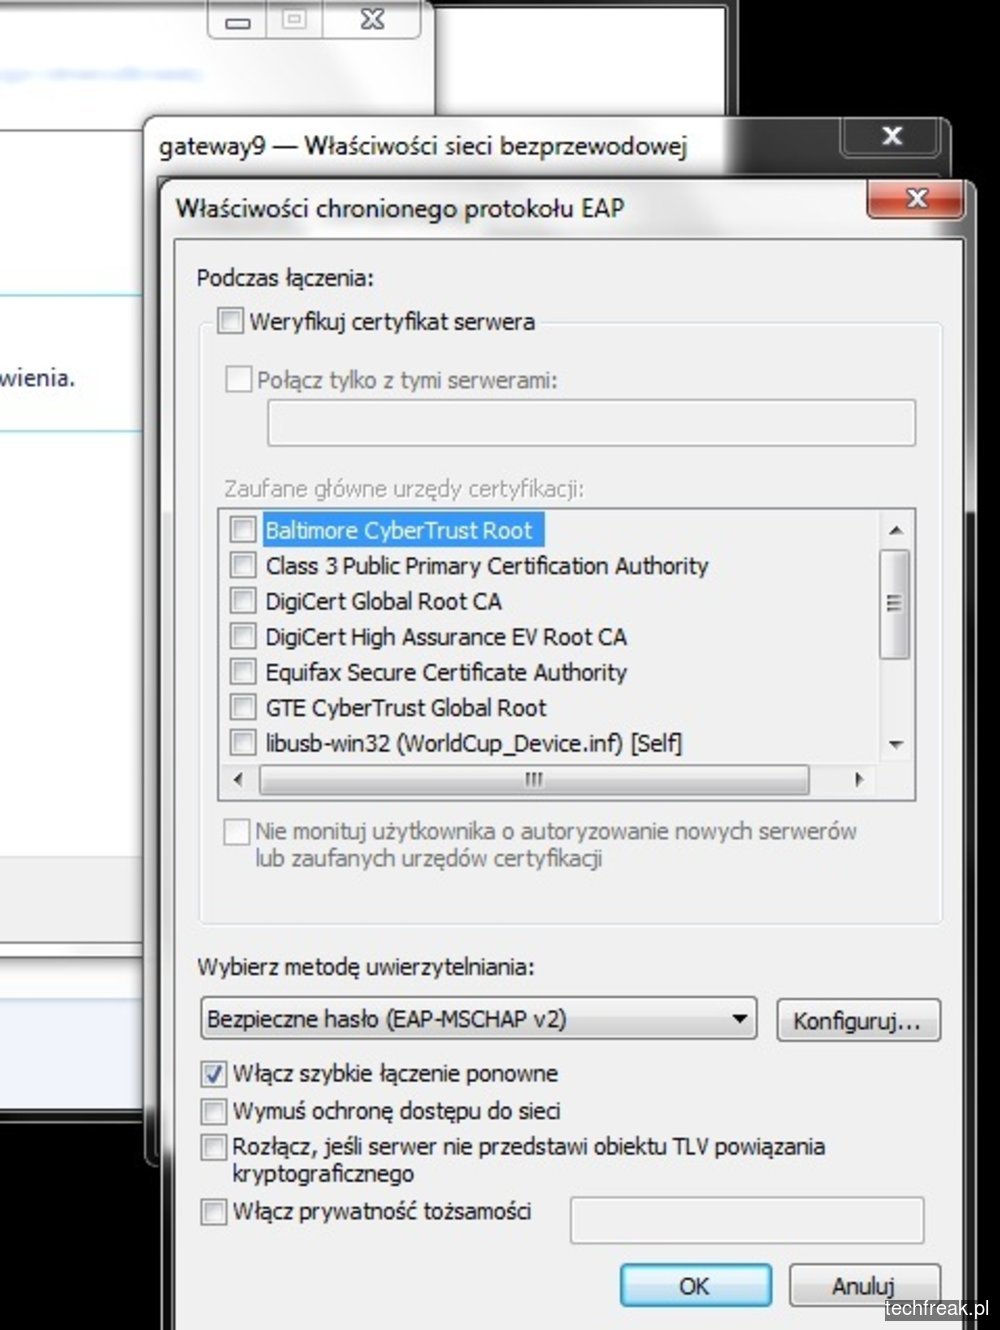 gateway9 — Właściwości sieci bezprzewodowej
Właściwości chronionego protokołu EAP
Podczas łączenia:
Weryfikuj certyfikat serwera
wienia.
Połącz tylko z tymi serwerami:
Zaufane główne urzędy certyfikacji:
Baltimore CyberTrust Root
Class 3 Public Primary Certification Authority
DigiCert Global Root CA
DigiCert High Assurance EV Root CA
Equifax Secure Certificate Authority
GTE CyberTrust Global Root
libusb-win32 (WorldCup_Device.inf) [Self]
Nie monituj użytkownika o autoryzowanie nowych serwerów
lub zaufanych urzędów certyfikacji
Wybierz metodę uwierzytelniania:
Bezpieczne hasło (EAP-MSCHAP v2)
Konfiguruj...
Włącz szybkie łączenie ponowne
Wymuś ochronę dostępu do sieci
Rozłącz, jeśli serwer nie przedstawi obiektu TLV powiązania
kryptograficznego
Włącz prywatność tożsamości
OK
Anuluj
techfreak.pl